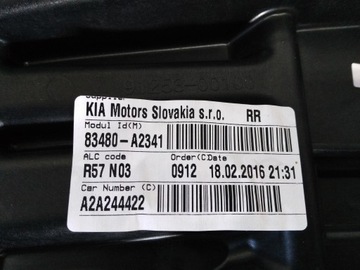 Supplier
KIA Motors Slovakia s.r.o. RR
Modul Id(M)
83480-A2341
ALC code Order(C)Date
R57 N03 0912 18.02.2016 21:31
Car Number (C)
A2A244422